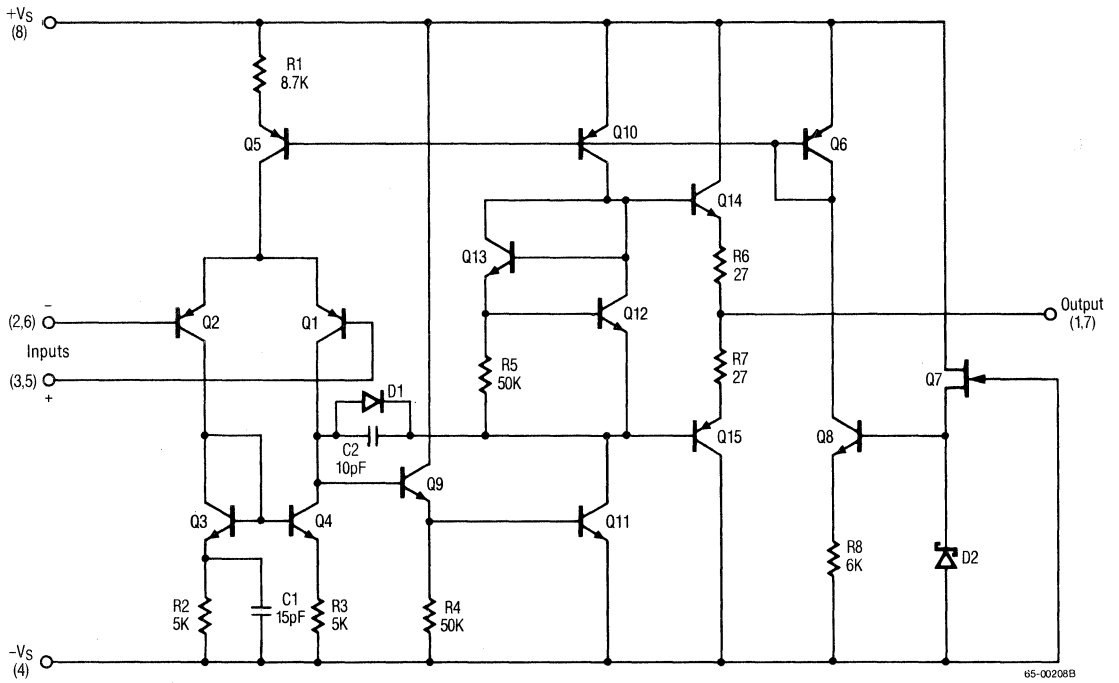 +VS
(8)
R1
8.7K
Q5
Q10
Q6
Q14
Q13
R6
27
−
(2,6)
Q2
Q1
Q12
Output
(1,7)
Inputs
(3,5)
+
R5
50K
R7
27
Q7
D1
C2
10pF
Q15
Q8
Q9
Q3
Q4
Q11
R8
6K
D2
R2
5K
C1
15pF
R3
5K
R4
50K
−VS
(4)
65-00208B